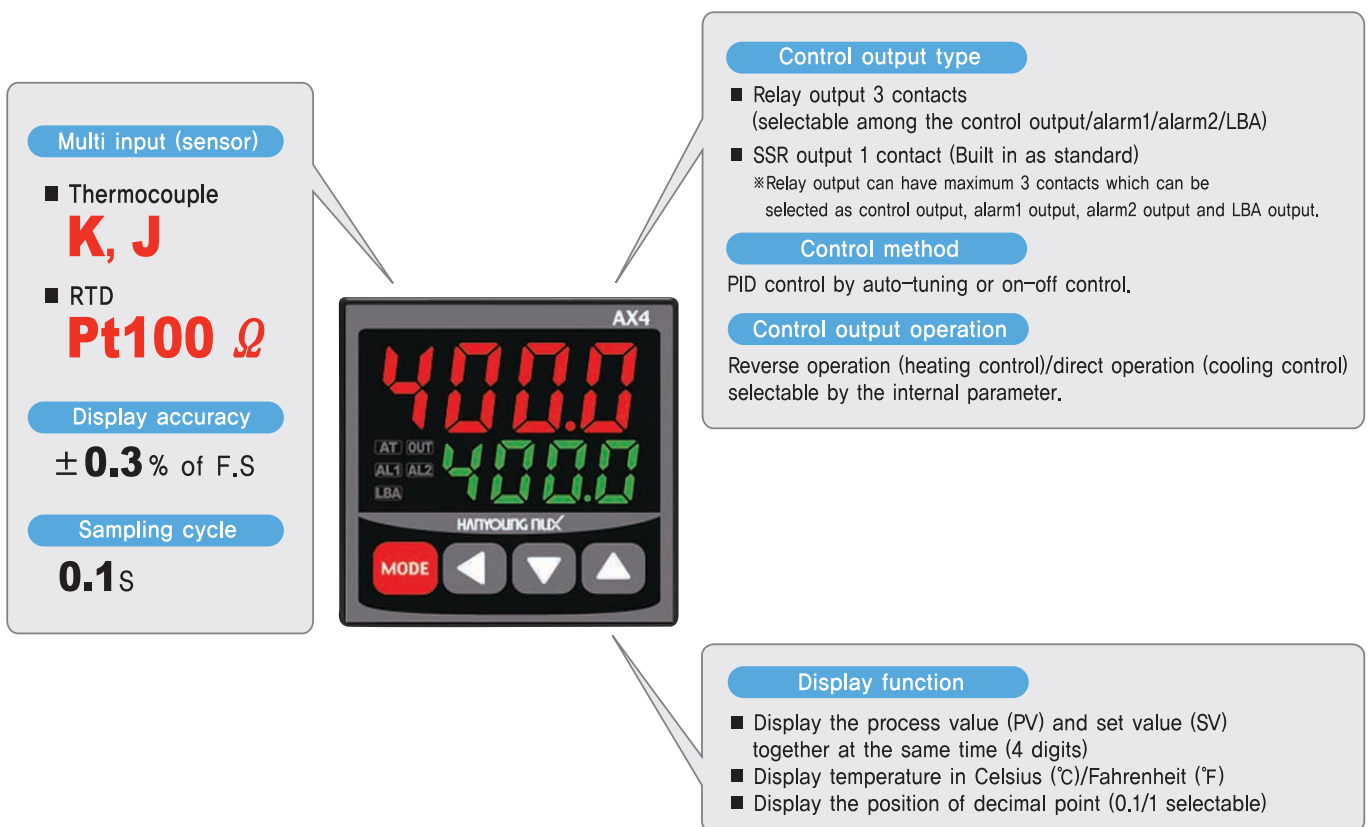 Multi input (sensor)
■ Thermocouple
K, J
■ RTD
Pt100 Ω
Display accuracy
±0.3% of F.S
Sampling cycle
0.1s
AX4
400.0
AT OUT
AL1 AL2
LBA
400.0
HANYOUNG NUX
MODE
Control output type
■ Relay output 3 contacts
(selectable among the control output/alarm1/alarm2/LBA)
■ SSR output 1 contact (Built in as standard)
※Relay output can have maximum 3 contacts which can be
selected as control output, alarm1 output, alarm2 output and LBA output.
Control method
PID control by auto-tuning or on-off control.
Control output operation
Reverse operation (heating control)/direct operation (cooling control)
selectable by the internal parameter.
Display function
■ Display the process value (PV) and set value (SV)
together at the same time (4 digits)
■ Display temperature in Celsius (℃)/Fahrenheit (℉)
■ Display the position of decimal point (0.1/1 selectable)